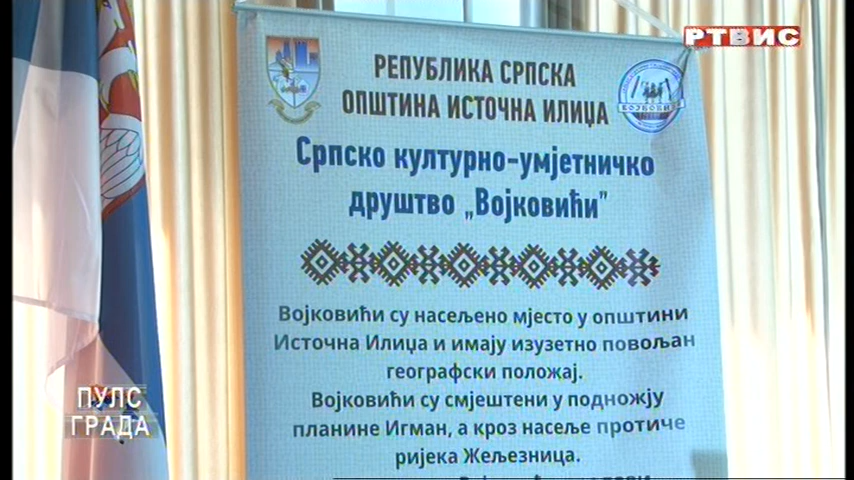 РТВИС
РЕПУБЛИКА СРПСКА
ОПШТИНА ИСТОЧНА ИЛИЏА
ВОЈКОВИЋИ
Српско културно-умјетничко
друштво „Војковићи”
Војковићи су насељено мјесто у општини
Источна Илиџа и имају изузетно повољан
географски положај.
Војковићи су смјештени у подножју
планине Игман, а кроз насеље протиче
ријека Жељезница.
ПУЛС
ГРАДА